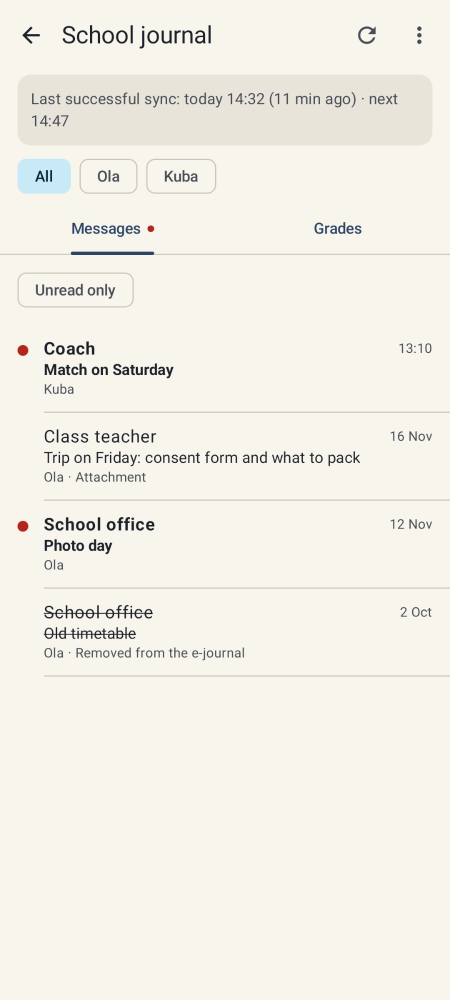 School journal
Last successful sync: today 14:32 (11 min ago) · next
14:47
All
Ola
Kuba
Messages
Grades
Unread only
Coach
13:10
Match on Saturday
Kuba
Class teacher
16 Nov
Trip on Friday: consent form and what to pack
Ola · Attachment
School office
12 Nov
Photo day
Ola
School office
2 Oct
Old timetable
Ola · Removed from the e-journal